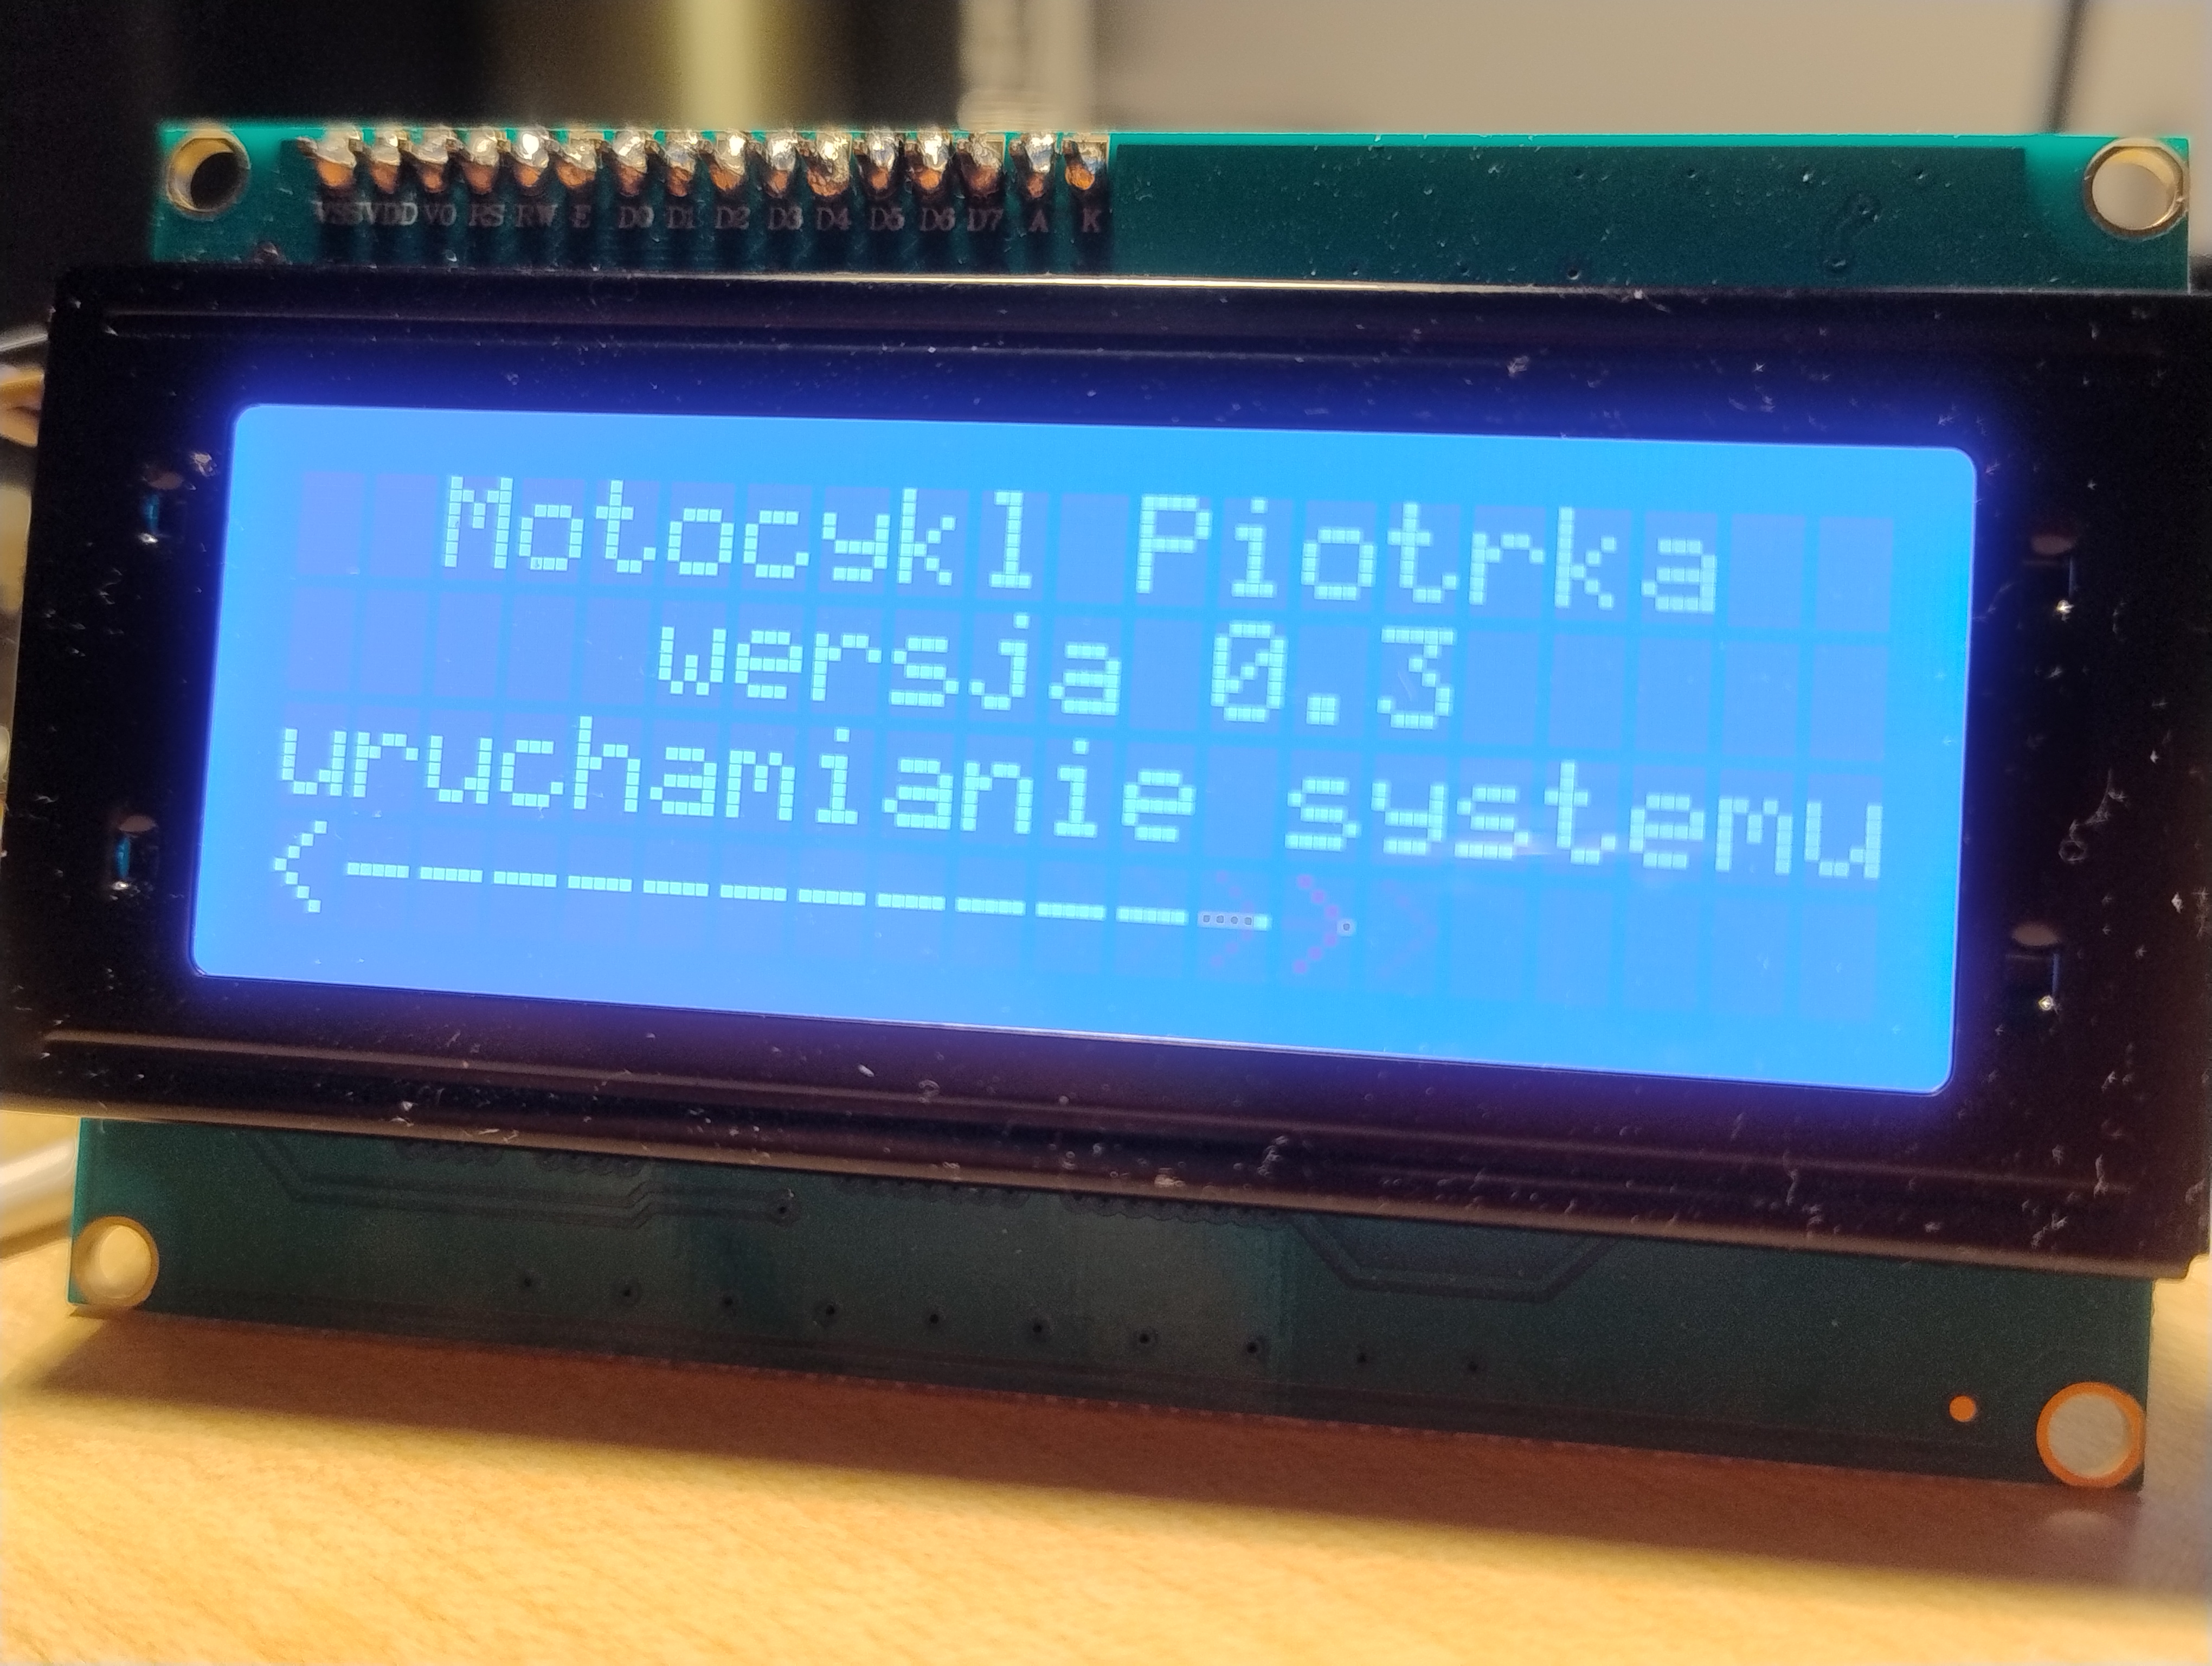 VSS VDD V0 RS RW E D0 D1 D2 D3 D4 D5 D6 D7 A K
Motocykl Piotrka
wersja 0.3
uruchamianie systemu
<------------>